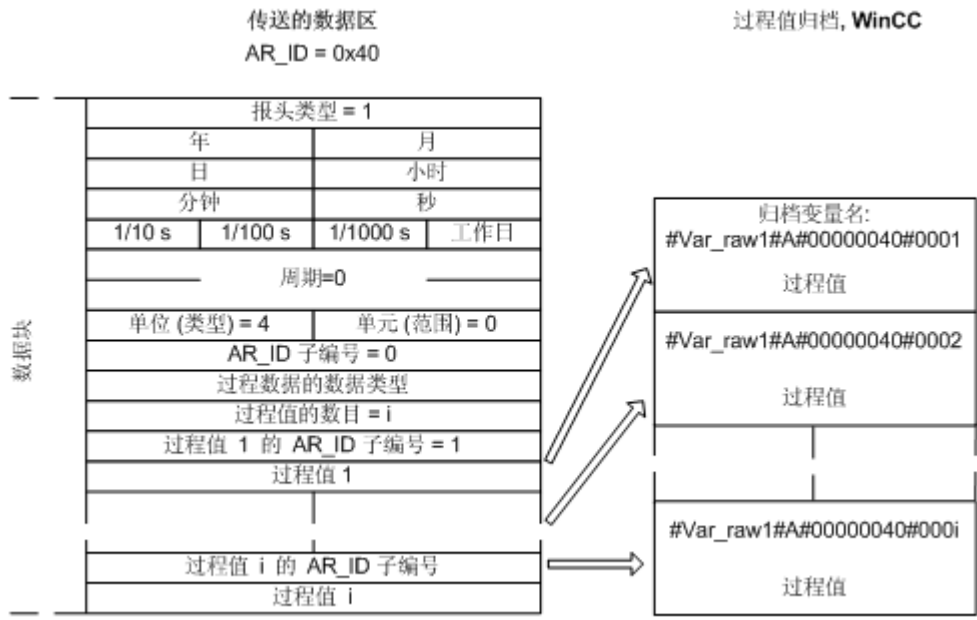 传送的数据区
AR_ID = 0x40
过程值归档, WinCC
数据块
报头类型 = 1
年 月
日 小时
分钟 秒
1/10 s 1/100 s 1/1000 s 工作日
周期=0
单位 (类型) = 4 单元 (范围) = 0
AR_ID 子编号 = 0
过程数据的数据类型
过程值的数目 = i
过程值 1 的 AR_ID 子编号 = 1
过程值 1
过程值 i 的 AR_ID 子编号
过程值 i
归档变量名:
#Var_raw1#A#00000040#0001
过程值
#Var_raw1#A#00000040#0002
过程值
#Var_raw1#A#00000040#000i
过程值